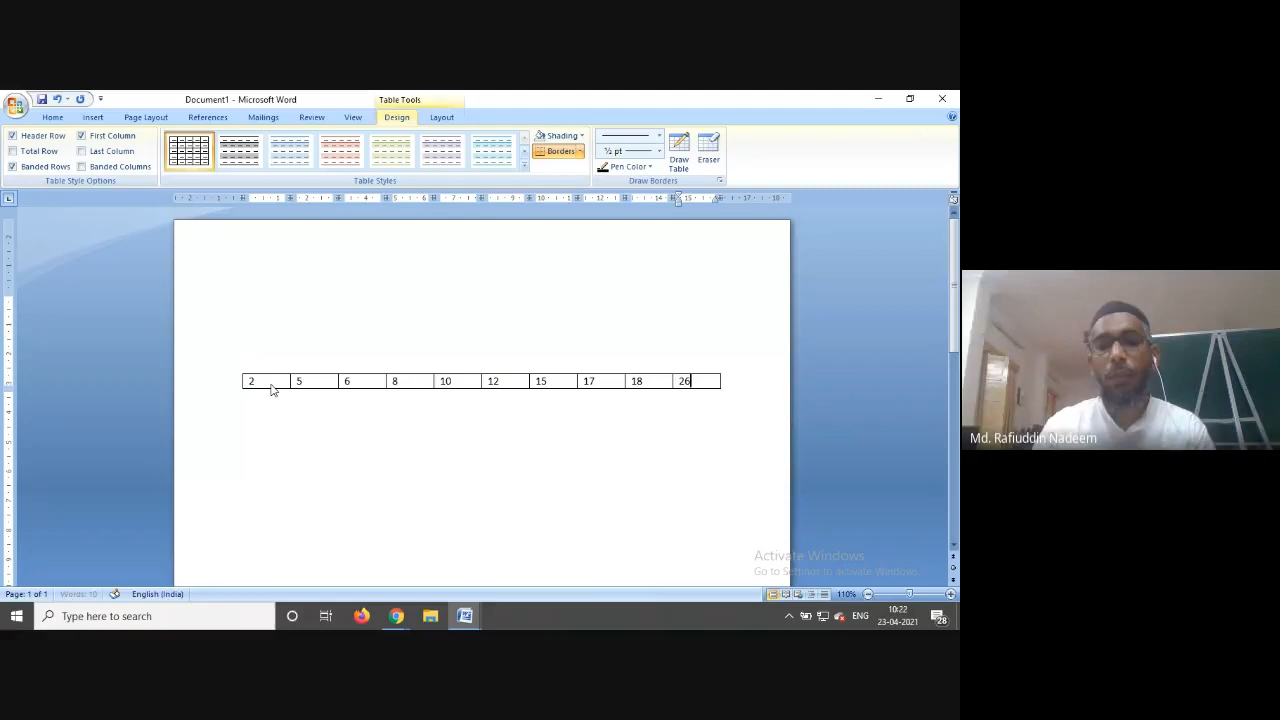 Document1 - Microsoft Word
Table Tools
Home Insert Page Layout References Mailings Review View Design Layout
Header Row First Column
Total Row Last Column
Banded Rows Banded Columns
Table Style Options
Table Styles
Shading
Borders
½ pt
Pen Color
Draw Table
Eraser
Draw Borders
2 5 6 8 10 12 15 17 18 26
Md. Rafiuddin Nadeem
Activate Windows
Go to Settings to activate Windows.
Page: 1 of 1 Words: 10 English (India) 110%
Type here to search
ENG
10:22
23-04-2021
28